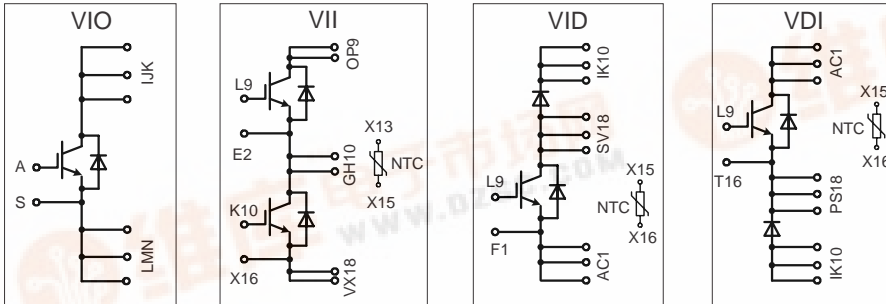 VIO
IJK
A
S
LMN
VII
OP9
L9
E2
X13
NTC
X15
GH10
K10
X16
VX18
VID
IK10
SV18
L9
X15
NTC
X16
F1
AC1
VDI
AC1
L9
X15
NTC
X16
T16
PS18
IK10